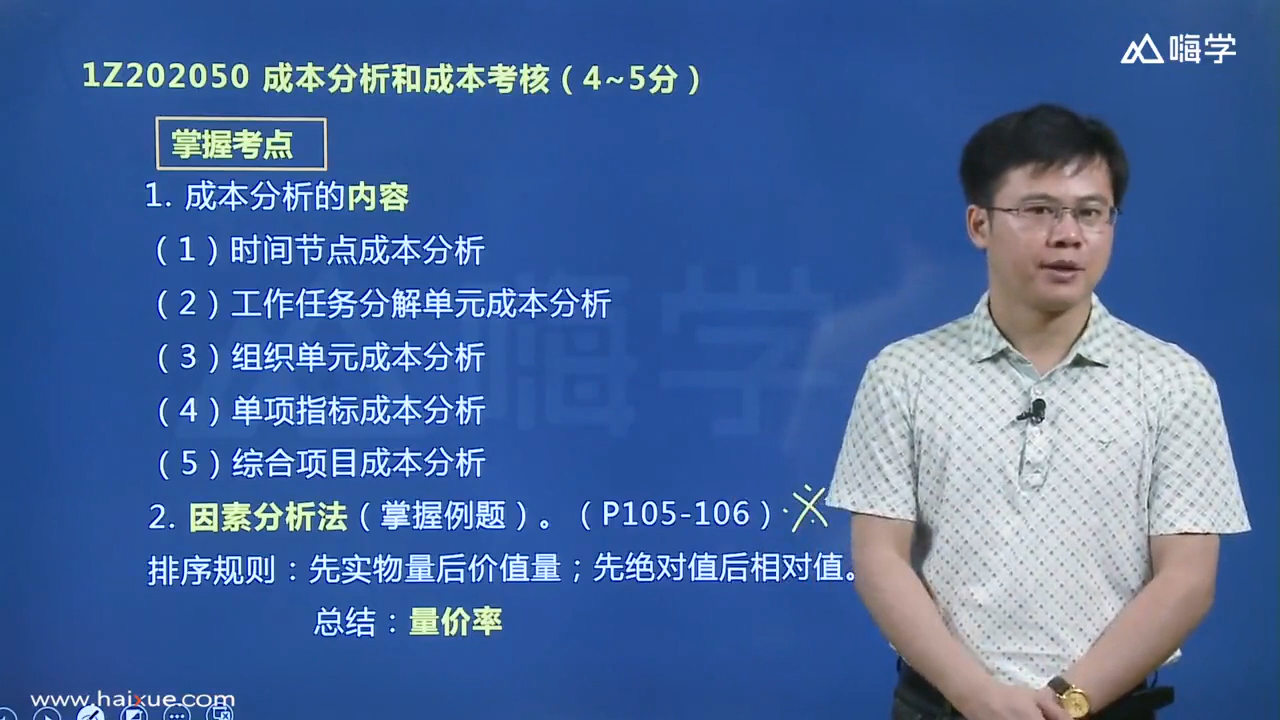 嗨学
1Z202050 成本分析和成本考核（4~5分）
掌握考点
1. 成本分析的内容
（1）时间节点成本分析
（2）工作任务分解单元成本分析
（3）组织单元成本分析
（4）单项指标成本分析
（5）综合项目成本分析
2. 因素分析法（掌握例题）。（P105-106）
排序规则：先实物量后价值量；先绝对值后相对值。
总结：量价率
嗨学
www.haixue.com